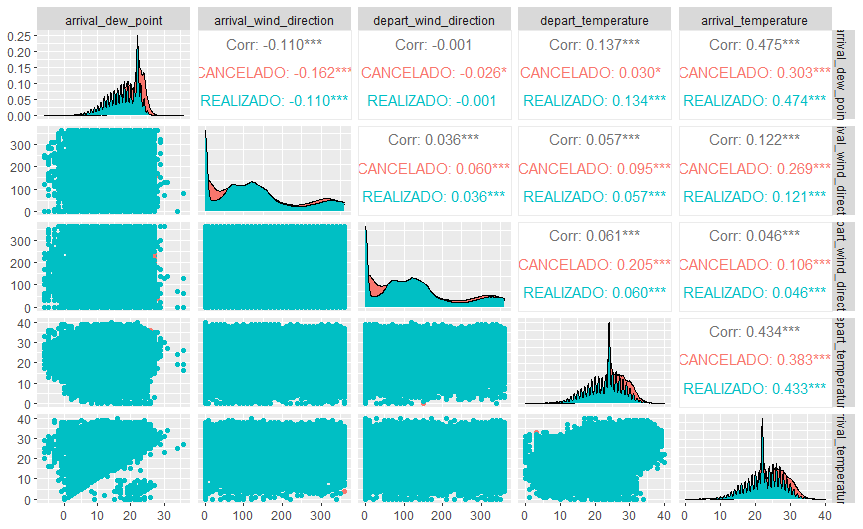 arrival_dew_point arrival_wind_direction depart_wind_direction depart_temperature arrival_temperature
0.25
0.20
0.15
0.10
0.05
0.00
Corr: -0.110***
CANCELADO: -0.162***
REALIZADO: -0.110***
Corr: -0.001
CANCELADO: -0.026*
REALIZADO: -0.001
Corr: 0.137***
CANCELADO: 0.030*
REALIZADO: 0.134***
Corr: 0.475***
CANCELADO: 0.303***
REALIZADO: 0.474***
arrival_dew_poin
300
200
100
0
Corr: 0.036***
CANCELADO: 0.060***
REALIZADO: 0.036***
Corr: 0.057***
CANCELADO: 0.095***
REALIZADO: 0.057***
Corr: 0.122***
CANCELADO: 0.269***
REALIZADO: 0.121***
ival_wind_direct
300
200
100
0
Corr: 0.061***
CANCELADO: 0.205***
REALIZADO: 0.060***
Corr: 0.046***
CANCELADO: 0.106***
REALIZADO: 0.046***
part_wind_direct
40
30
20
10
0
Corr: 0.434***
CANCELADO: 0.383***
REALIZADO: 0.433***
epart_temperatur
40
30
20
10
0
rival_temperatur
0 10 20 30
0 100 200 300
0 100 200 300
0 10 20 30 40
0 10 20 30 40